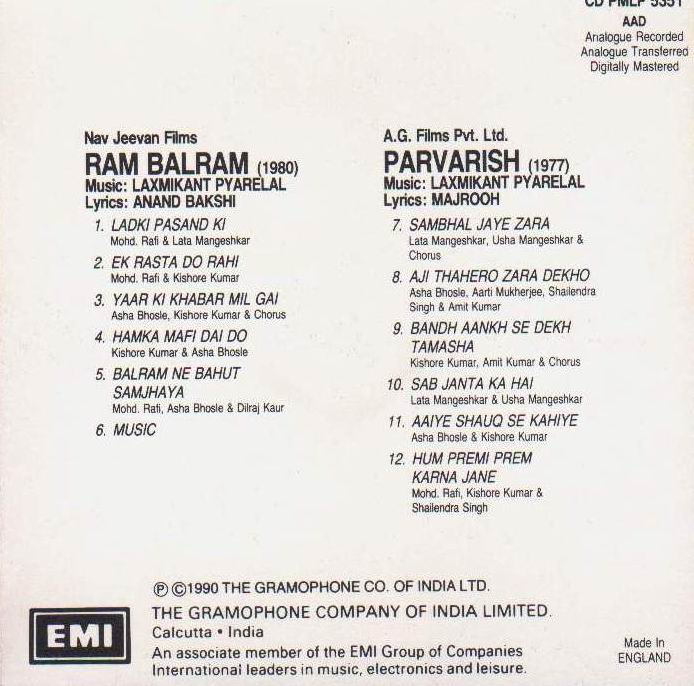 CD PMLP 5351
AAD
Analogue Recorded
Analogue Transferred
Digitally Mastered
Nav Jeevan Films
RAM BALRAM (1980)
Music: LAXMIKANT PYARELAL
Lyrics: ANAND BAKSHI
1. LADKI PASAND KI
Mohd. Rafi & Lata Mangeshkar
2. EK RASTA DO RAHI
Mohd. Rafi & Kishore Kumar
3. YAAR KI KHABAR MIL GAI
Asha Bhosle, Kishore Kumar & Chorus
4. HAMKA MAFI DAI DO
Kishore Kumar & Asha Bhosle
5. BALRAM NE BAHUT
SAMJHAYA
Mohd. Rafi, Asha Bhosle & Dilraj Kaur
6. MUSIC
A.G. Films Pvt. Ltd.
PARVARISH (1977)
Music: LAXMIKANT PYARELAL
Lyrics: MAJROOH
7. SAMBHAL JAYE ZARA
Lata Mangeshkar, Usha Mangeshkar &
Chorus
8. AJI THAHERO ZARA DEKHO
Asha Bhosle, Aarti Mukherjee, Shailendra
Singh & Amit Kumar
9. BANDH AANKH SE DEKH
TAMASHA
Kishore Kumar, Amit Kumar & Chorus
10. SAB JANTA KA HAI
Lata Mangeshkar & Usha Mangeshkar
11. AAIYE SHAUQ SE KAHIYE
Asha Bhosle & Kishore Kumar
12. HUM PREMI PREM
KARNA JANE
Mohd. Rafi, Kishore Kumar &
Shailendra Singh
℗ ©1990 THE GRAMOPHONE CO. OF INDIA LTD.
THE GRAMOPHONE COMPANY OF INDIA LIMITED.
Calcutta • India
An associate member of the EMI Group of Companies
International leaders in music, electronics and leisure.
EMI
Made In
ENGLAND